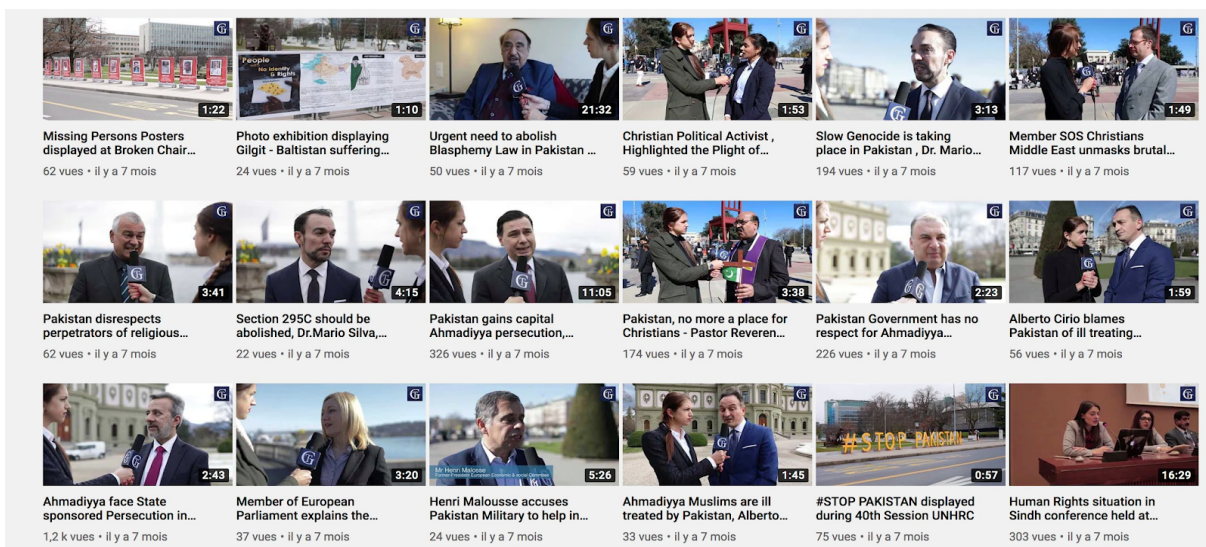 1:22
1:10
21:32
1:53
3:13
1:49
Missing Persons Posters
displayed at Broken Chair...
62 vues • il y a 7 mois
Photo exhibition displaying
Gilgit - Baltistan suffering...
24 vues • il y a 7 mois
Urgent need to abolish
Blasphemy Law in Pakistan ...
50 vues • il y a 7 mois
Christian Political Activist ,
Highlighted the Plight of...
59 vues • il y a 7 mois
Slow Genocide is taking
place in Pakistan , Dr. Mario...
194 vues • il y a 7 mois
Member SOS Christians
Middle East unmasks brutal...
117 vues • il y a 7 mois
People
No Identity
& Rights
3:41
4:15
11:05
3:38
2:23
1:59
Pakistan disrespects
perpetrators of religious...
62 vues • il y a 7 mois
Section 295C should be
abolished, Dr.Mario Silva,...
22 vues • il y a 7 mois
Pakistan gains capital
Ahmadiyya persecution,...
326 vues • il y a 7 mois
Pakistan, no more a place for
Christians - Pastor Reveren...
174 vues • il y a 7 mois
Pakistan Government has no
respect for Ahmadiyya...
226 vues • il y a 7 mois
Alberto Cirio blames
Pakistan of ill treating...
56 vues • il y a 7 mois
2:43
3:20
Mr Henri Malosse
5:26
1:45
#STOP PAKISTAN
0:57
16:29
Ahmadiyya face State
sponsored Persecution in...
1,2 k vues • il y a 7 mois
Member of European
Parliament explains the...
37 vues • il y a 7 mois
Henri Malousse accuses
Pakistan Military to help in...
24 vues • il y a 7 mois
Ahmadiyya Muslims are ill
treated by Pakistan, Alberto...
33 vues • il y a 7 mois
#STOP PAKISTAN displayed
during 40th Session UNHRC
75 vues • il y a 7 mois
Human Rights situation in
Sindh conference held at...
303 vues • il y a 7 mois